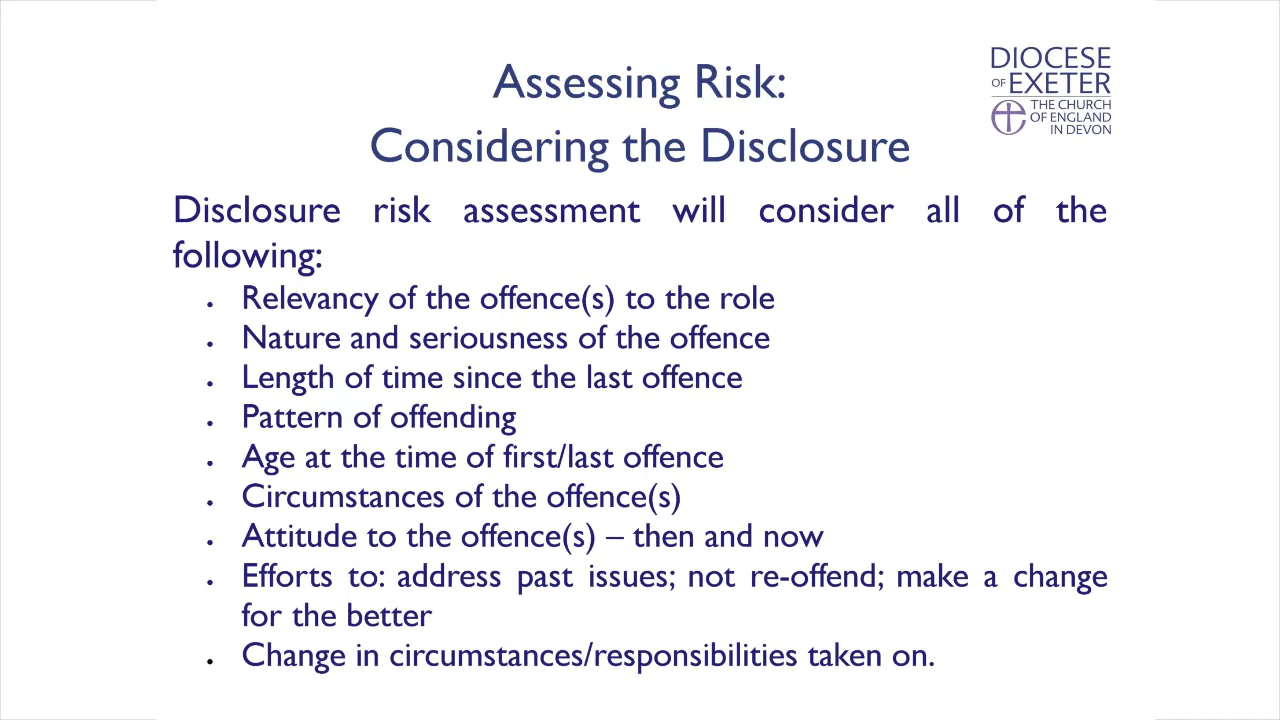 Assessing Risk:
Considering the Disclosure
DIOCESE
OF EXETER
THE CHURCH
OF ENGLAND
IN DEVON
Disclosure risk assessment will consider all of the
following:
• Relevancy of the offence(s) to the role
• Nature and seriousness of the offence
• Length of time since the last offence
• Pattern of offending
• Age at the time of first/last offence
• Circumstances of the offence(s)
• Attitude to the offence(s) – then and now
• Efforts to: address past issues; not re-offend; make a change
for the better
• Change in circumstances/responsibilities taken on.